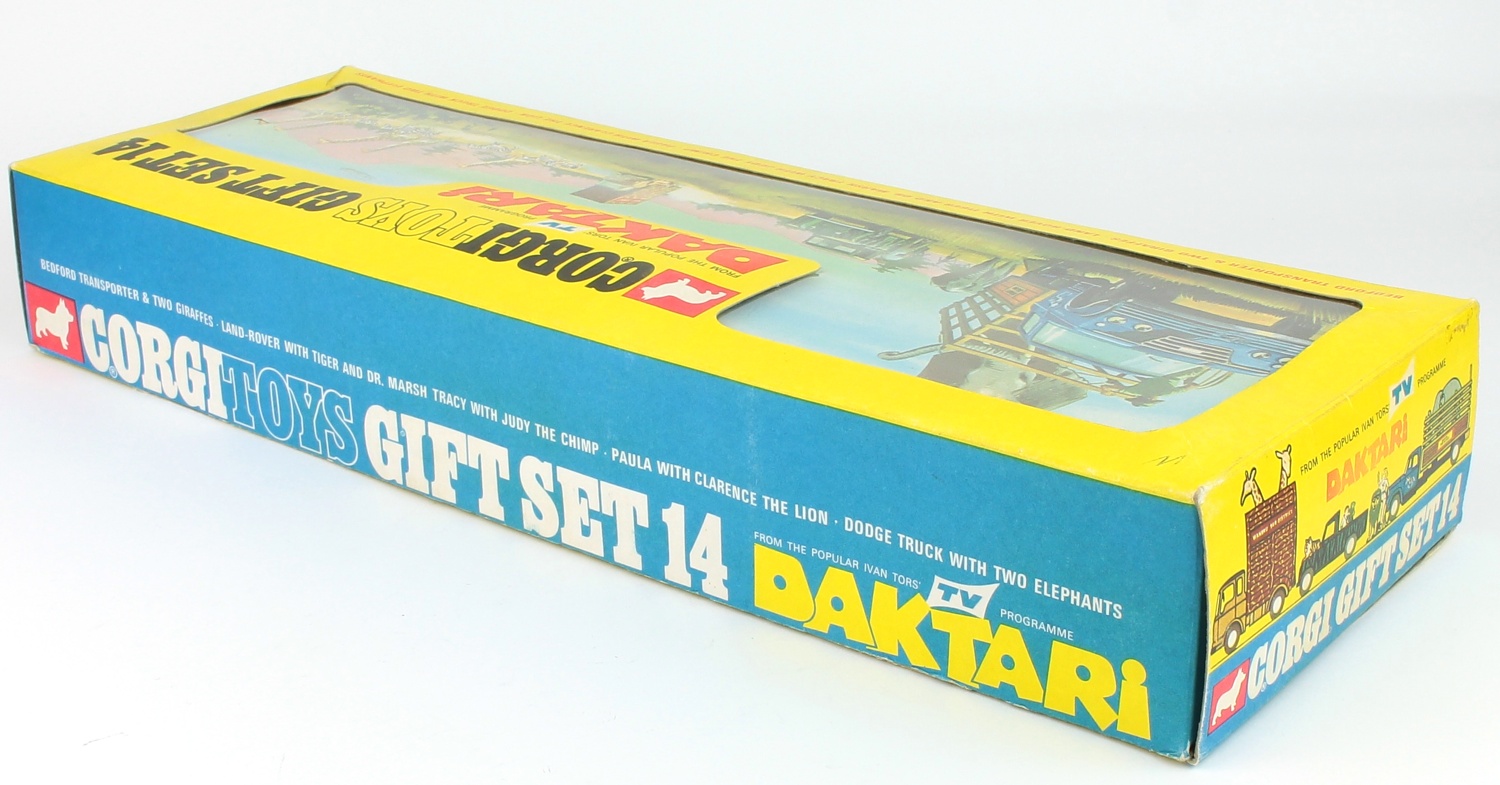 CORGI TOYS GIFT SET 14
FROM THE POPULAR IVAN TORS'
TV PROGRAMME
DAKTARI
BEDFORD TRANSPORTER & TWO GIRAFFES · LAND-ROVER WITH TIGER AND DR. MARSH TRACY WITH JUDY THE CHIMP · PAULA WITH CLARENCE THE LION · DODGE TRUCK WITH TWO ELEPHANTS
CORGI® TOYS GIFT SET 14
FROM THE POPULAR IVAN TORS' TV PROGRAMME
DAKTARI
FROM THE POPULAR IVAN TORS' TV PROGRAMME
DAKTARI
CORGI GIFT SET 14